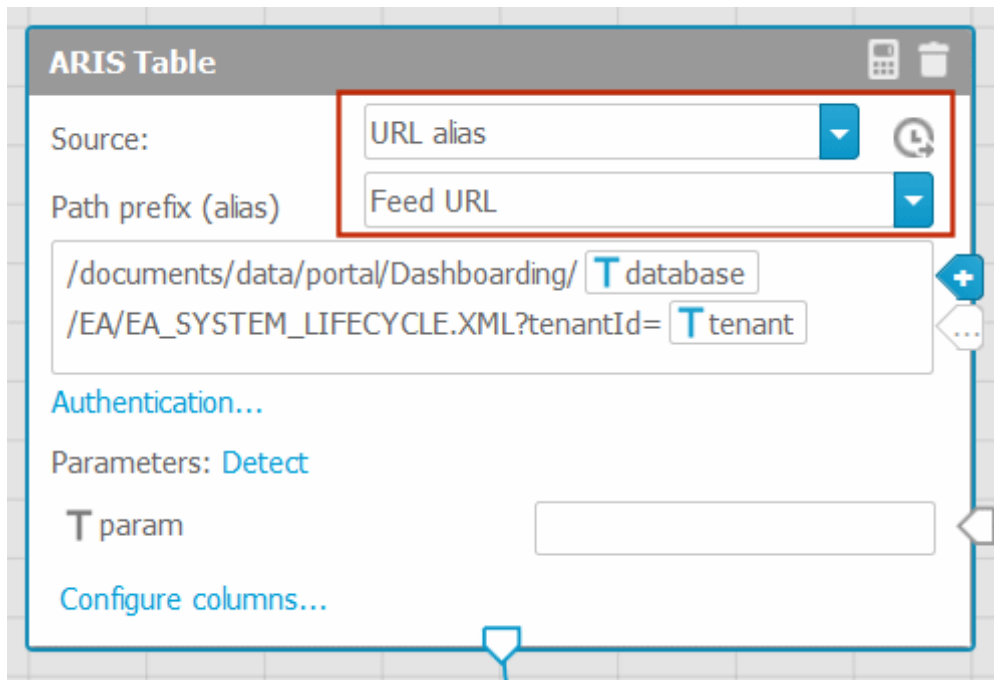 ARIS Table
Source: URL alias
Path prefix (alias) Feed URL
/documents/data/portal/Dashboarding/ T database
/EA/EA_SYSTEM_LIFECYCLE.XML?tenantId= T tenant
...
Authentication...
Parameters: Detect
T param
Configure columns...